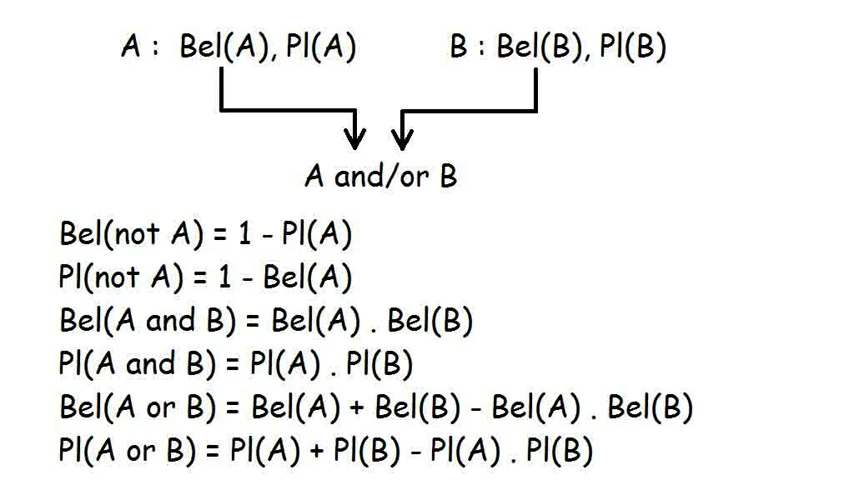 A : Bel(A), Pl(A)
B : Bel(B), Pl(B)
A and/or B
Bel(not A) = 1 - Pl(A)
Pl(not A) = 1 - Bel(A)
Bel(A and B) = Bel(A) . Bel(B)
Pl(A and B) = Pl(A) . Pl(B)
Bel(A or B) = Bel(A) + Bel(B) - Bel(A) . Bel(B)
Pl(A or B) = Pl(A) + Pl(B) - Pl(A) . Pl(B)